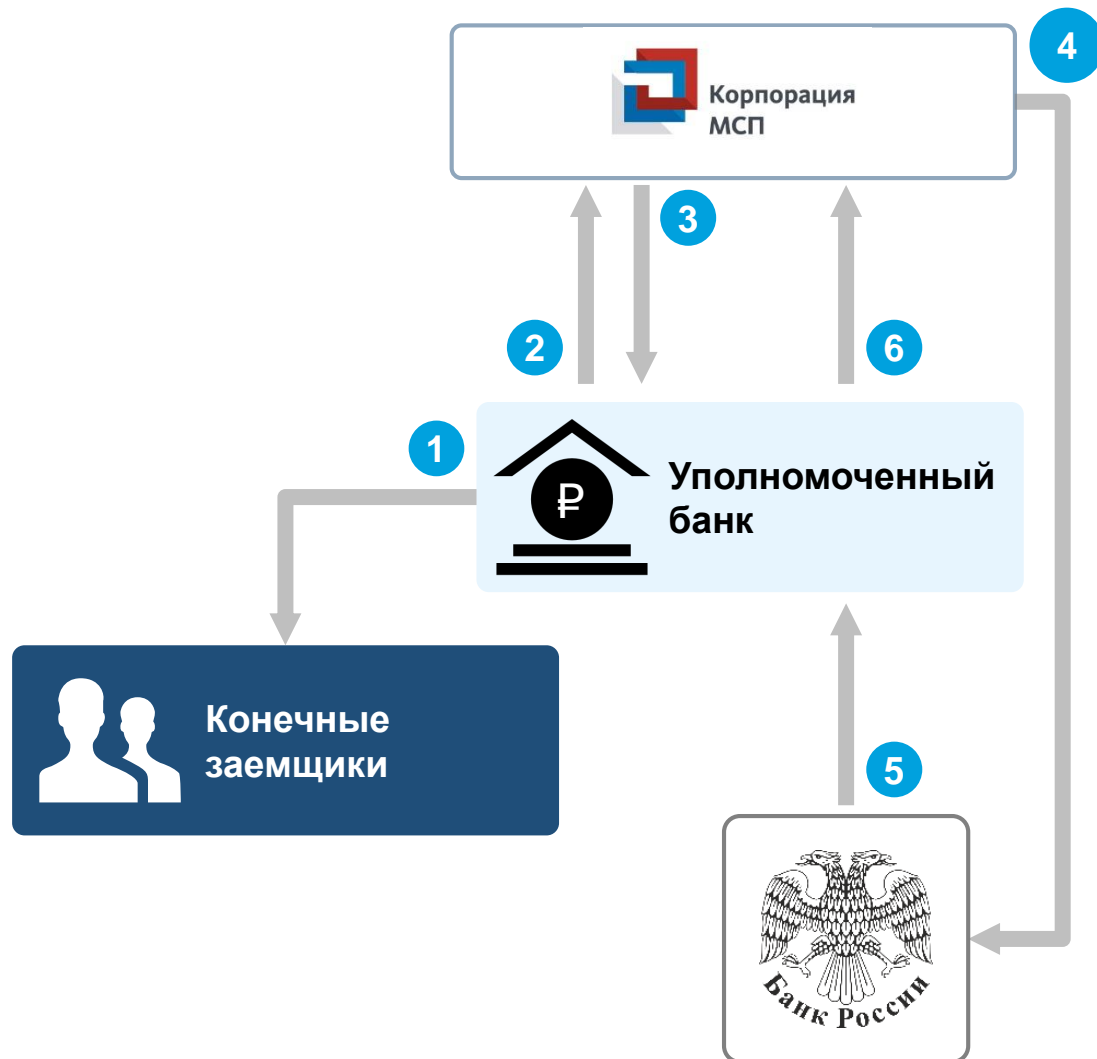 4
Корпорация
МСП
3
2
6
1
Уполномоченный
банк
₽
Конечные
заемщики
5
Банк России